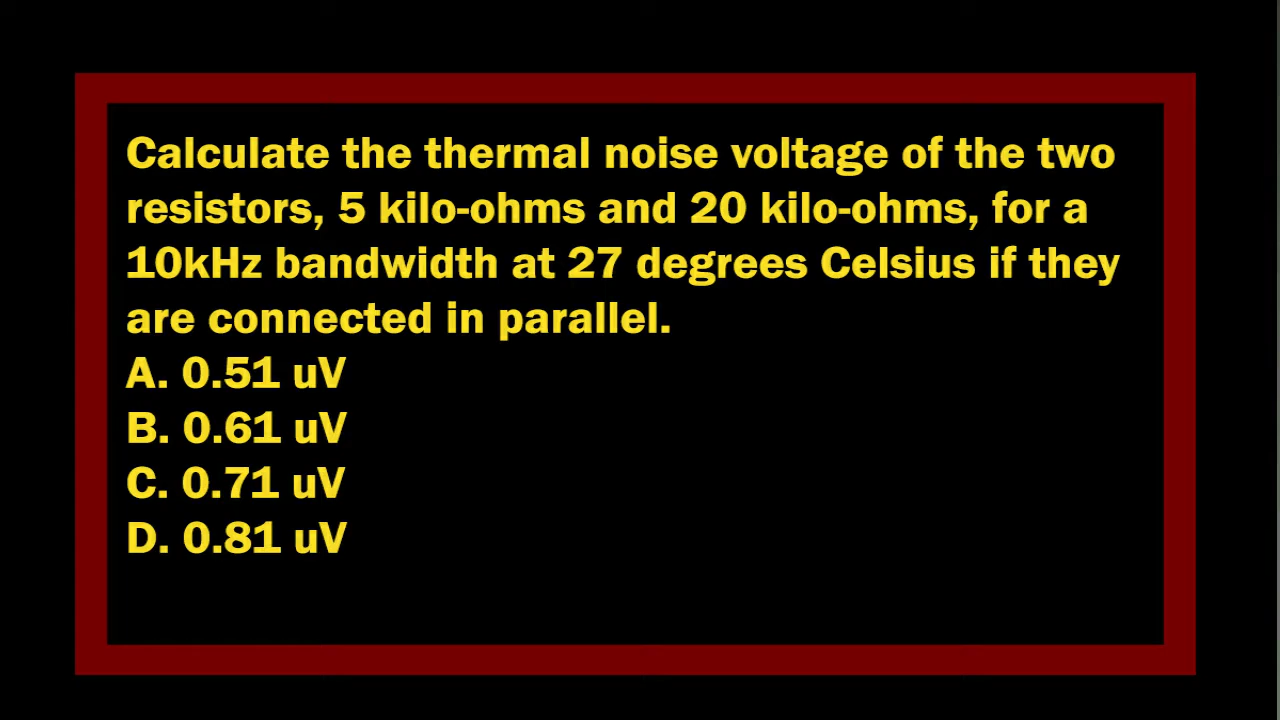 Calculate the thermal noise voltage of the two
resistors, 5 kilo-ohms and 20 kilo-ohms, for a
10kHz bandwidth at 27 degrees Celsius if they
are connected in parallel.
A. 0.51 uV
B. 0.61 uV
C. 0.71 uV
D. 0.81 uV